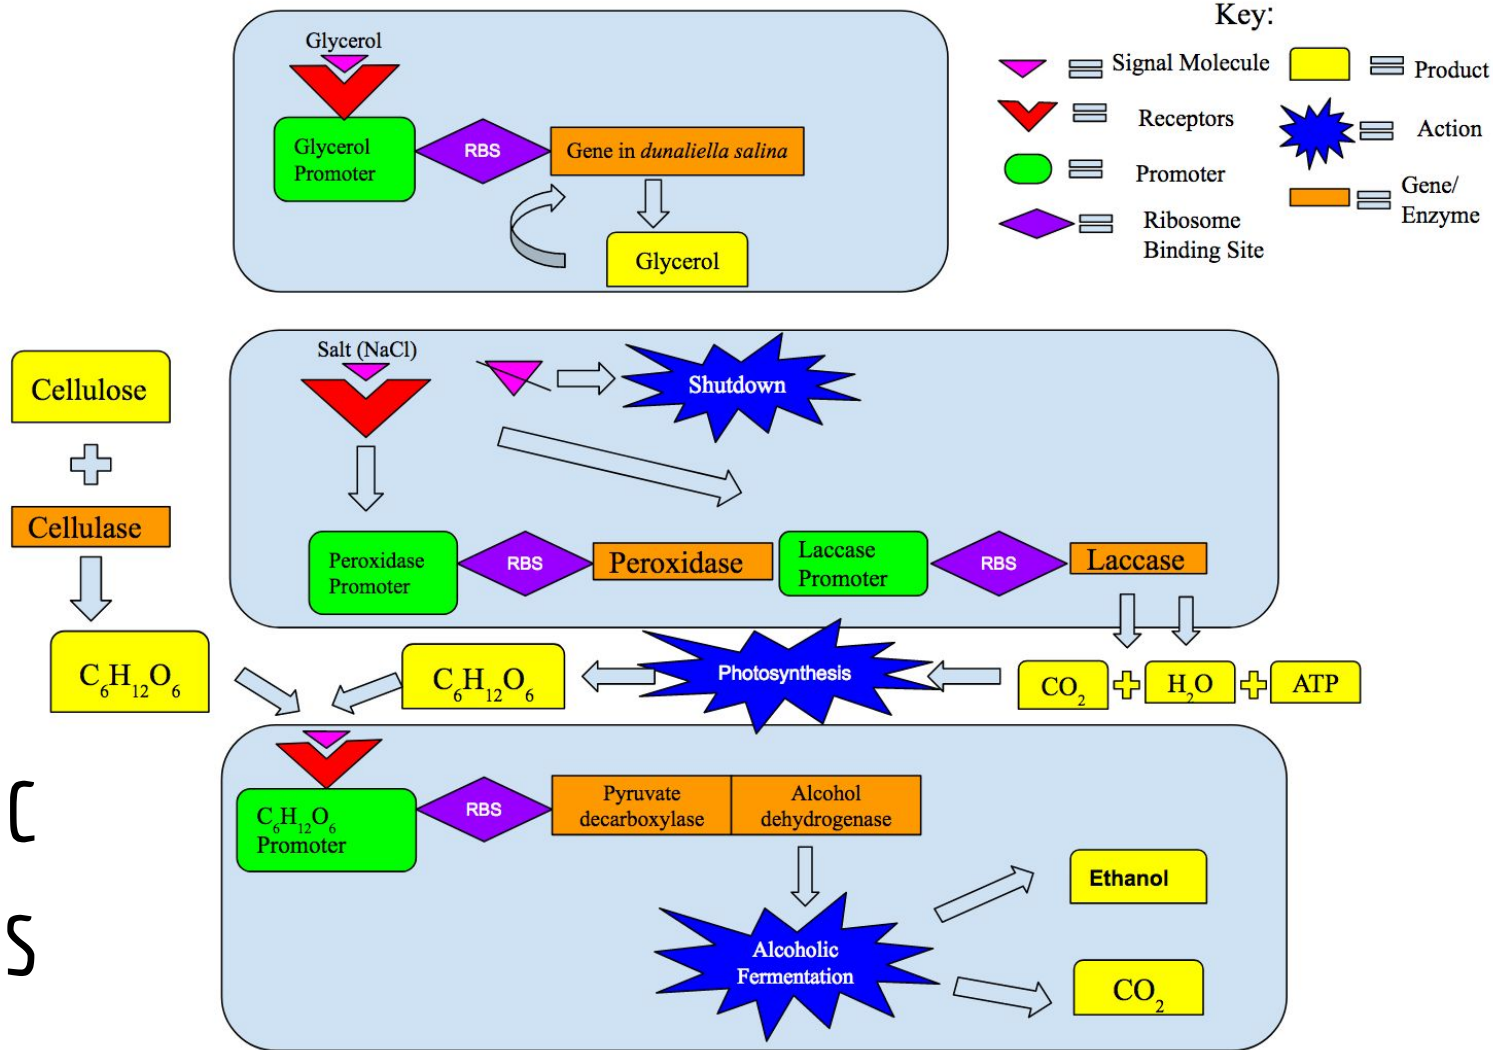 Key:
Signal Molecule
Product
Receptors
Action
Promoter
Gene/
Enzyme
Ribosome
Binding Site
Glycerol
Glycerol
Promoter
RBS
Gene in dunaliella salina
Glycerol
Cellulose
Cellulase
C₆H₁₂O₆
Salt (NaCl)
Shutdown
Peroxidase
Promoter
RBS
Peroxidase
Laccase
Promoter
RBS
Laccase
CO₂ + H₂O + ATP
Photosynthesis
C₆H₁₂O₆
C₆H₁₂O₆
Promoter
RBS
Pyruvate
decarboxylase
Alcohol
dehydrogenase
Alcoholic
Fermentation
Ethanol
CO₂
C
S